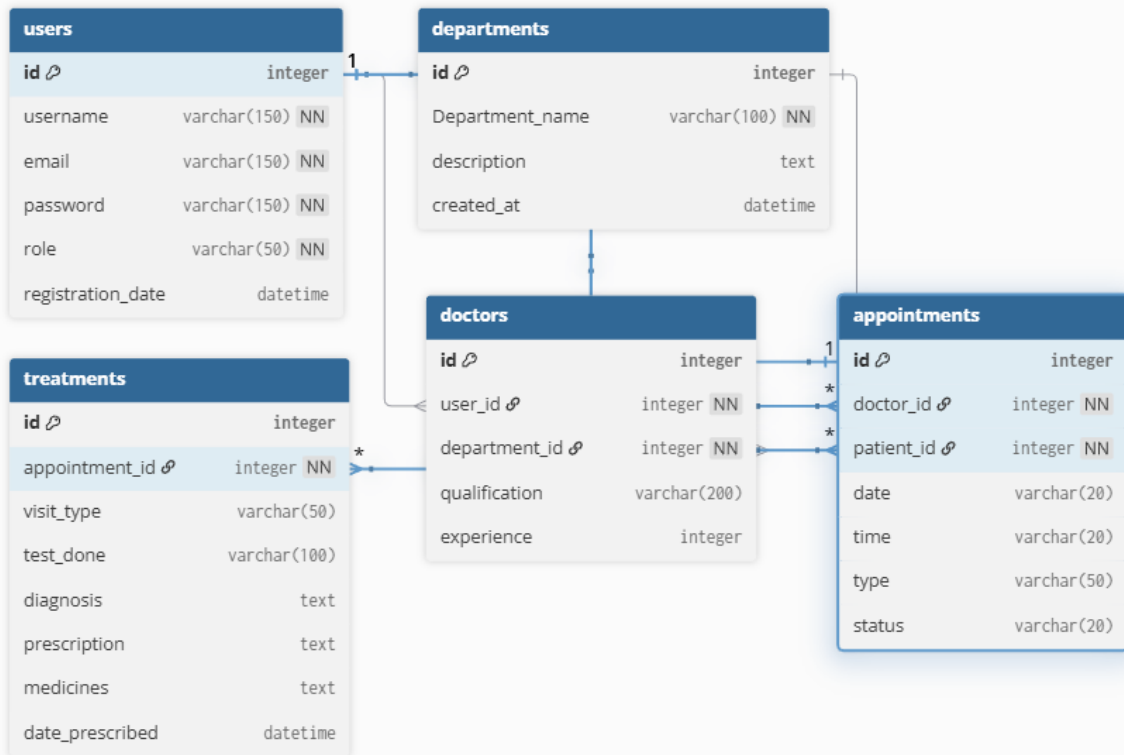 users
id integer
username varchar(150) NN
email varchar(150) NN
password varchar(150) NN
role varchar(50) NN
registration_date datetime
1
departments
id integer
Department_name varchar(100) NN
description text
created_at datetime
treatments
id integer
appointment_id integer NN
*
visit_type varchar(50)
test_done varchar(100)
diagnosis text
prescription text
medicines text
date_prescribed datetime
doctors
id integer
user_id integer NN
department_id integer NN
qualification varchar(200)
experience integer
1
*
*
appointments
id integer
doctor_id integer NN
patient_id integer NN
date varchar(20)
time varchar(20)
type varchar(50)
status varchar(20)